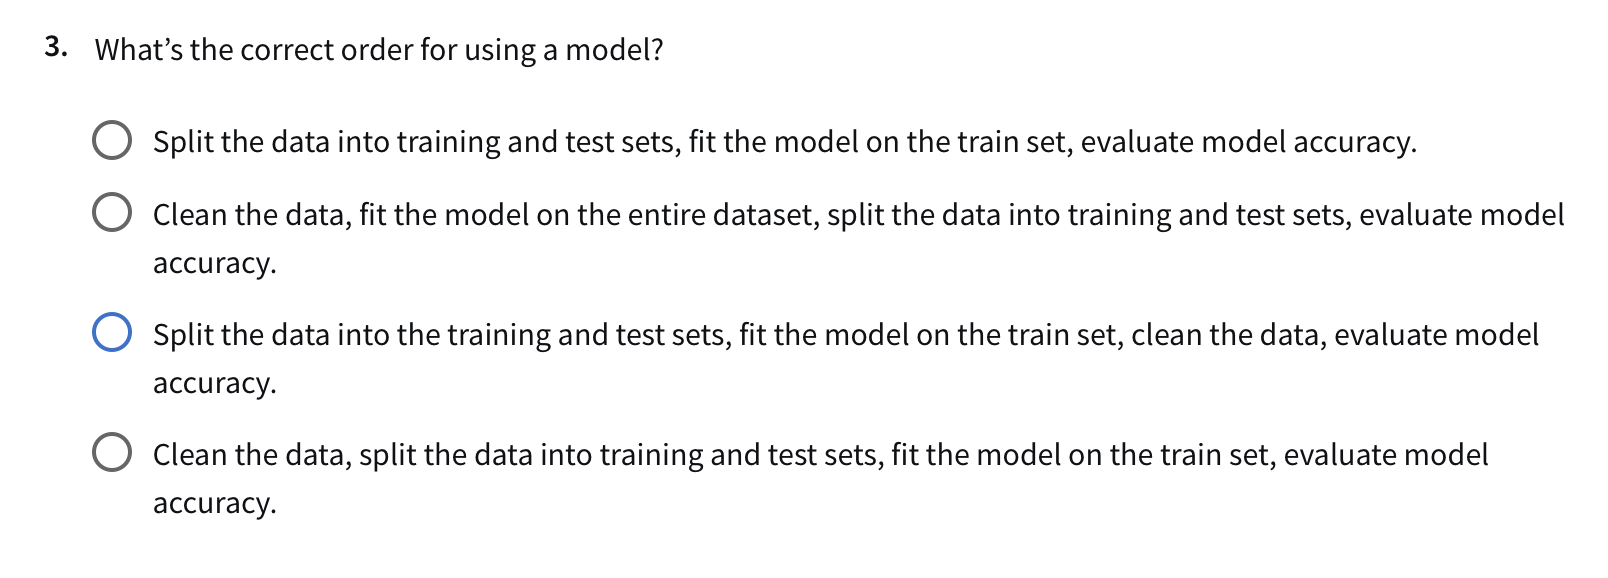 3. What’s the correct order for using a model?
Split the data into training and test sets, fit the model on the train set, evaluate model accuracy.
Clean the data, fit the model on the entire dataset, split the data into training and test sets, evaluate model
accuracy.
Split the data into the training and test sets, fit the model on the train set, clean the data, evaluate model
accuracy.
Clean the data, split the data into training and test sets, fit the model on the train set, evaluate model
accuracy.